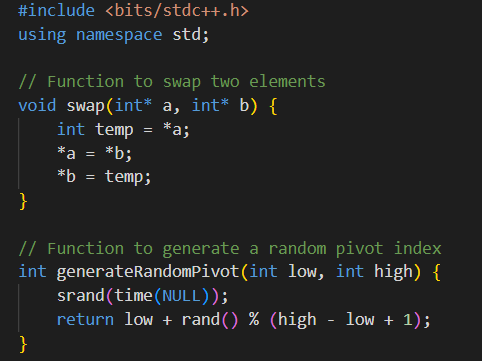 #include <bits/stdc++.h>
using namespace std;
// Function to swap two elements
void swap(int* a, int* b) {
    int temp = *a;
    *a = *b;
    *b = temp;
}
// Function to generate a random pivot index
int generateRandomPivot(int low, int high) {
    srand(time(NULL));
    return low + rand() % (high - low + 1);
}